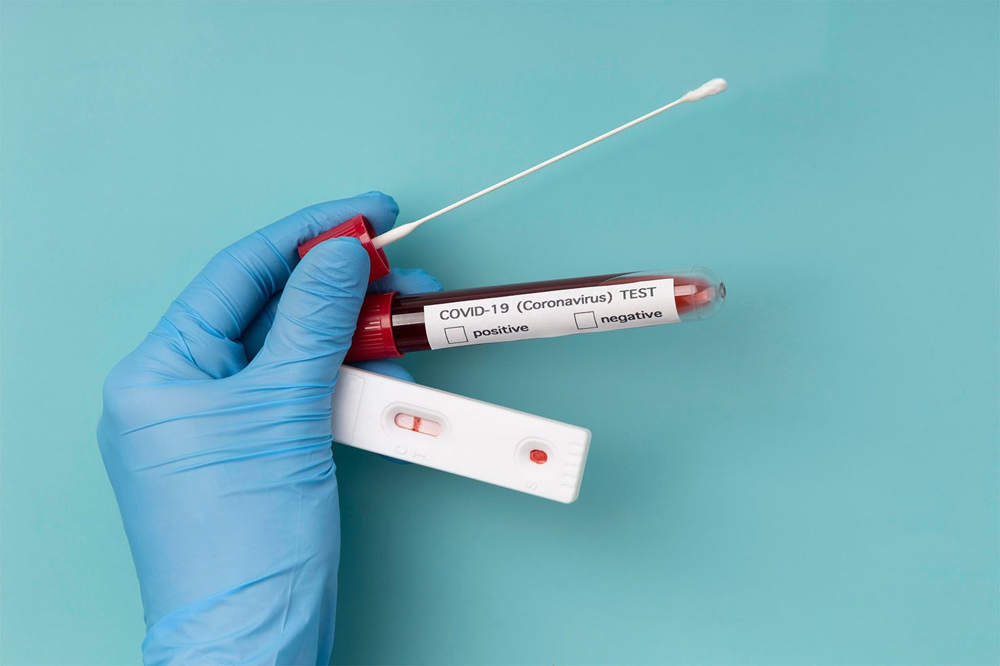 COVID-19 (Coronavirus) TEST
positive negative
C T
S